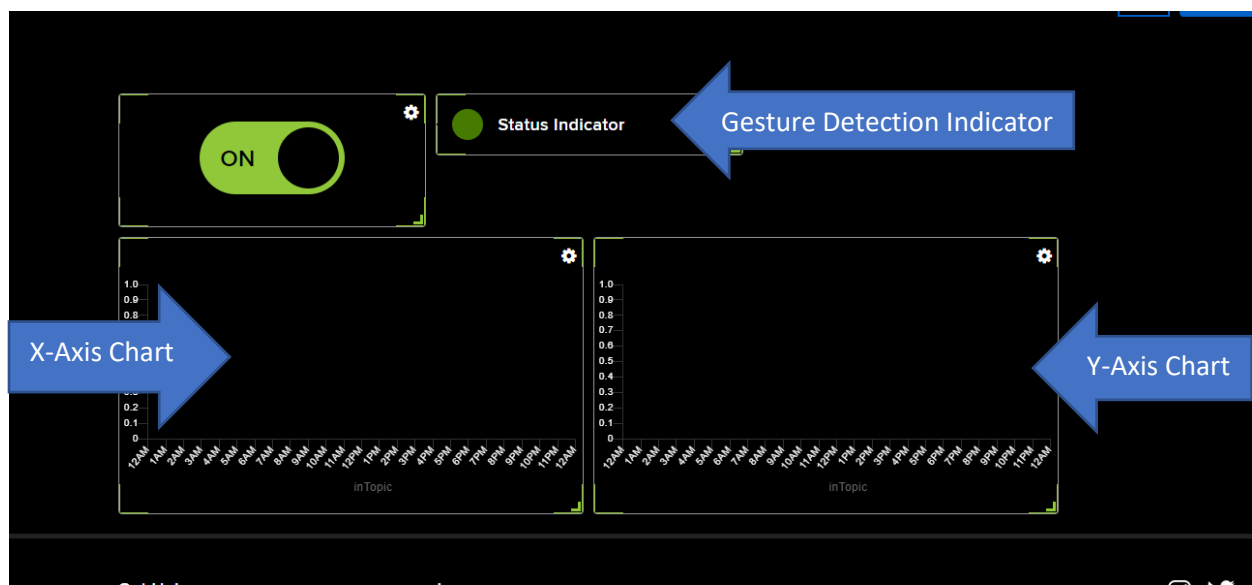 ON
Status Indicator
Gesture Detection Indicator
1.0
0.9
0.8
0.2
0.1
0
12AM 1AM 2AM 3AM 4AM 5AM 6AM 7AM 8AM 9AM 10AM 11AM 12PM 1PM 2PM 3PM 4PM 5PM 6PM 7PM 8PM 9PM 10PM 11PM 12AM
inTopic
X-Axis Chart
1.0
0.9
0.8
0.7
0.6
0.5
0.4
0.3
0.2
0.1
0
12AM 1AM 2AM 3AM 4AM 5AM 6AM 7AM 8AM 9AM 10AM 11AM 12PM 1PM 2PM 3PM 4PM 5PM 6PM 7PM 8PM 9PM 10PM 11PM 12AM
inTopic
Y-Axis Chart